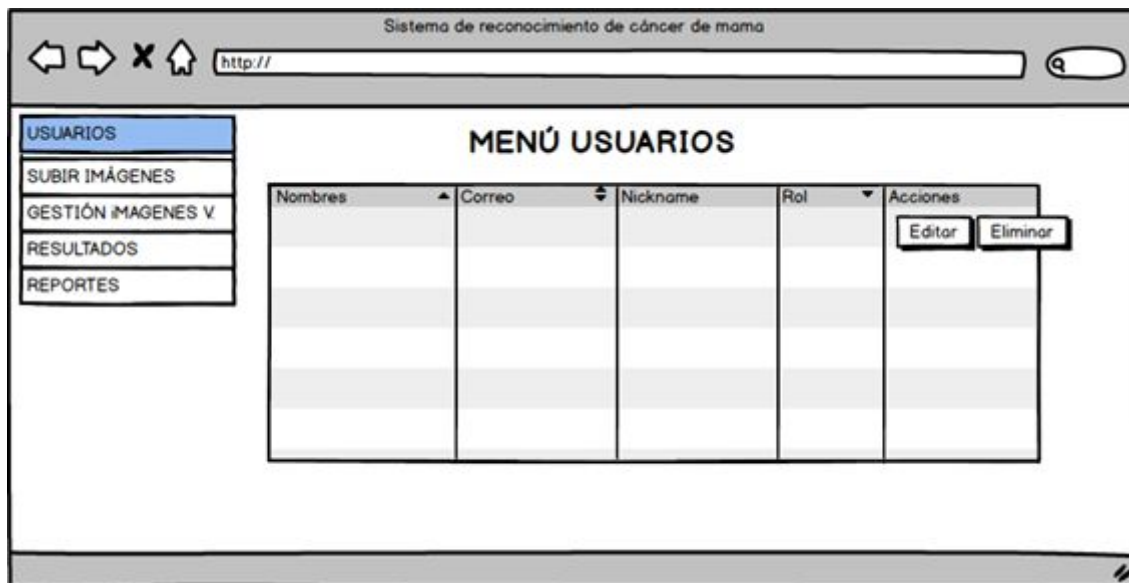 Sistema de reconocimiento de cáncer de mama
http://
USUARIOS
SUBIR IMÁGENES
GESTIÓN iMAGENES V.
RESULTADOS
REPORTES
MENÚ USUARIOS
Nombres Correo Nickname Rol Acciones
Editar Eliminar